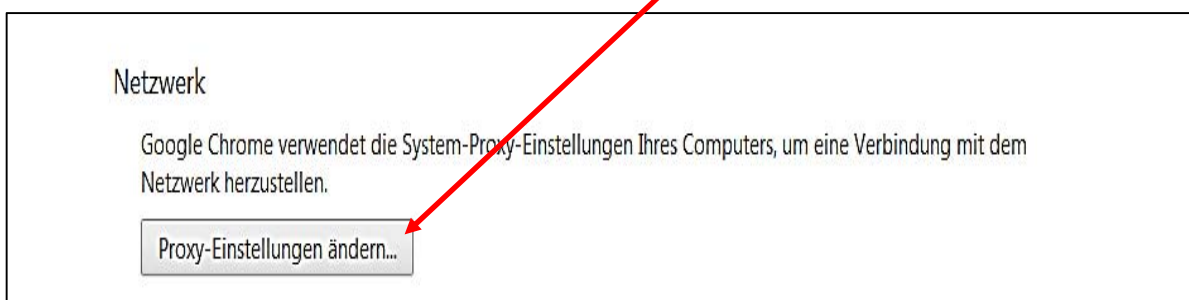 Netzwerk
Google Chrome verwendet die System-Proxy-Einstellungen Ihres Computers, um eine Verbindung mit dem
Netzwerk herzustellen.
Proxy-Einstellungen ändern...